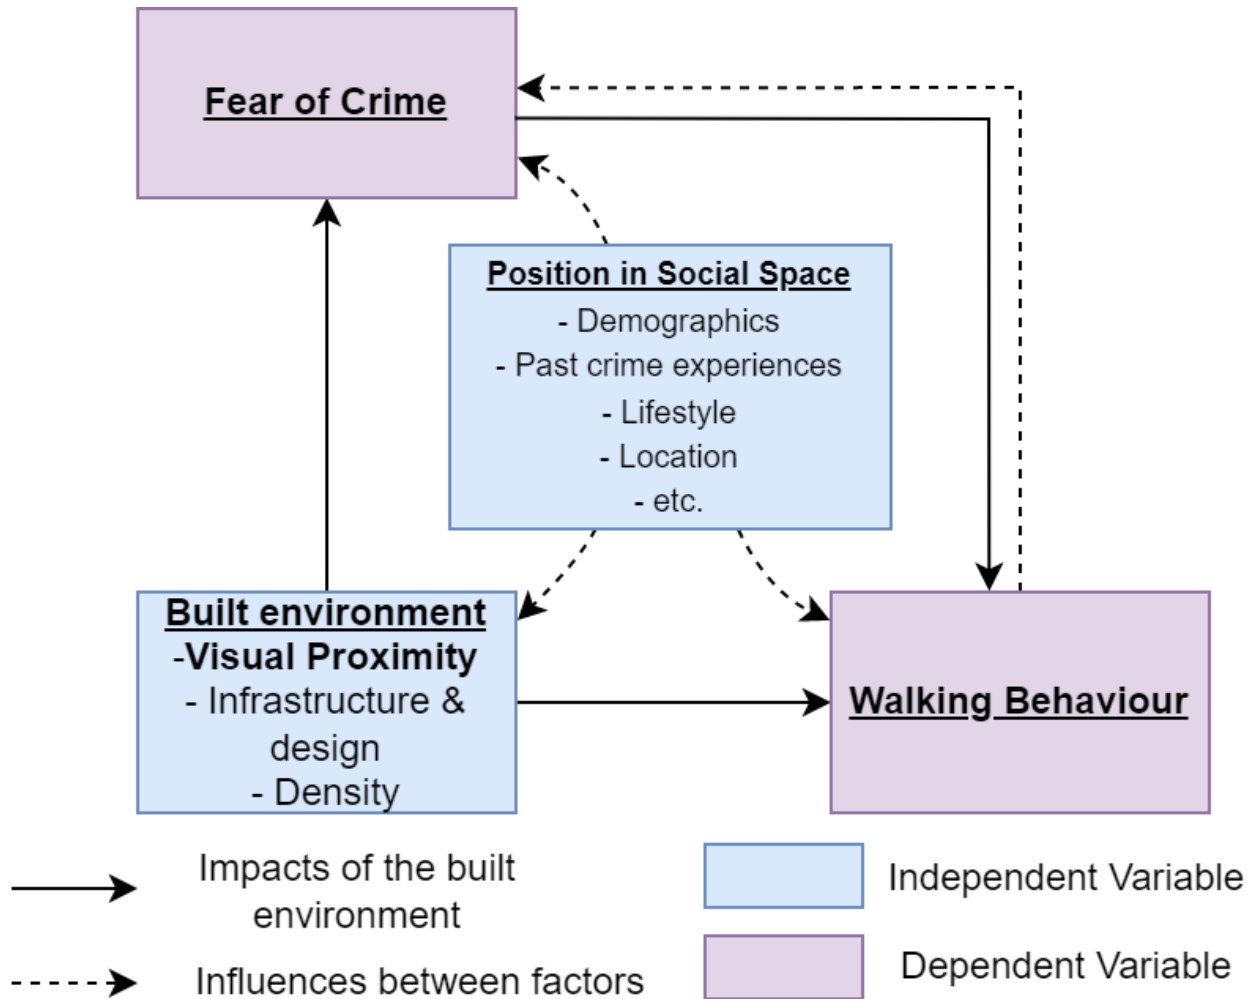 Fear of Crime
Position in Social Space
- Demographics
- Past crime experiences
- Lifestyle
- Location
- etc.
Built environment
-Visual Proximity
- Infrastructure &
design
- Density
Walking Behaviour
Impacts of the built
environment
Influences between factors
Independent Variable
Dependent Variable